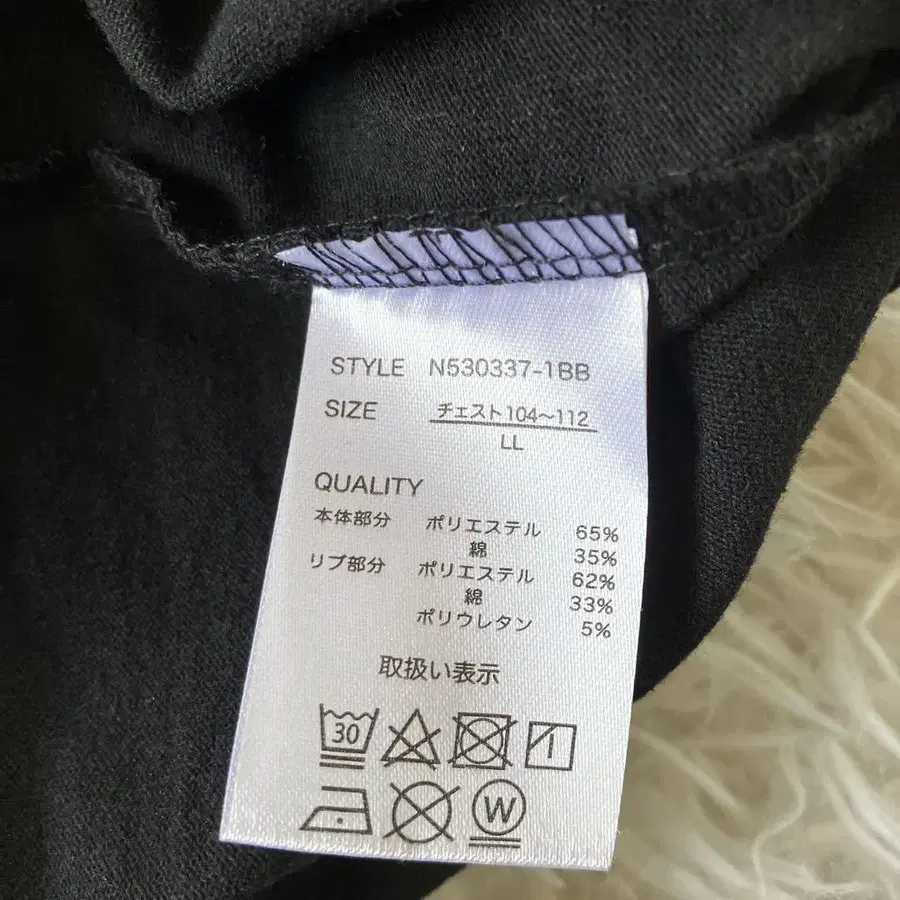 STYLE N530337-1BB
SIZE チェスト104〜112
LL
QUALITY
本体部分 ポリエステル 65%
綿 35%
リブ部分 ポリエステル 62%
綿 33%
ポリウレタン 5%
取扱い表示
30
W